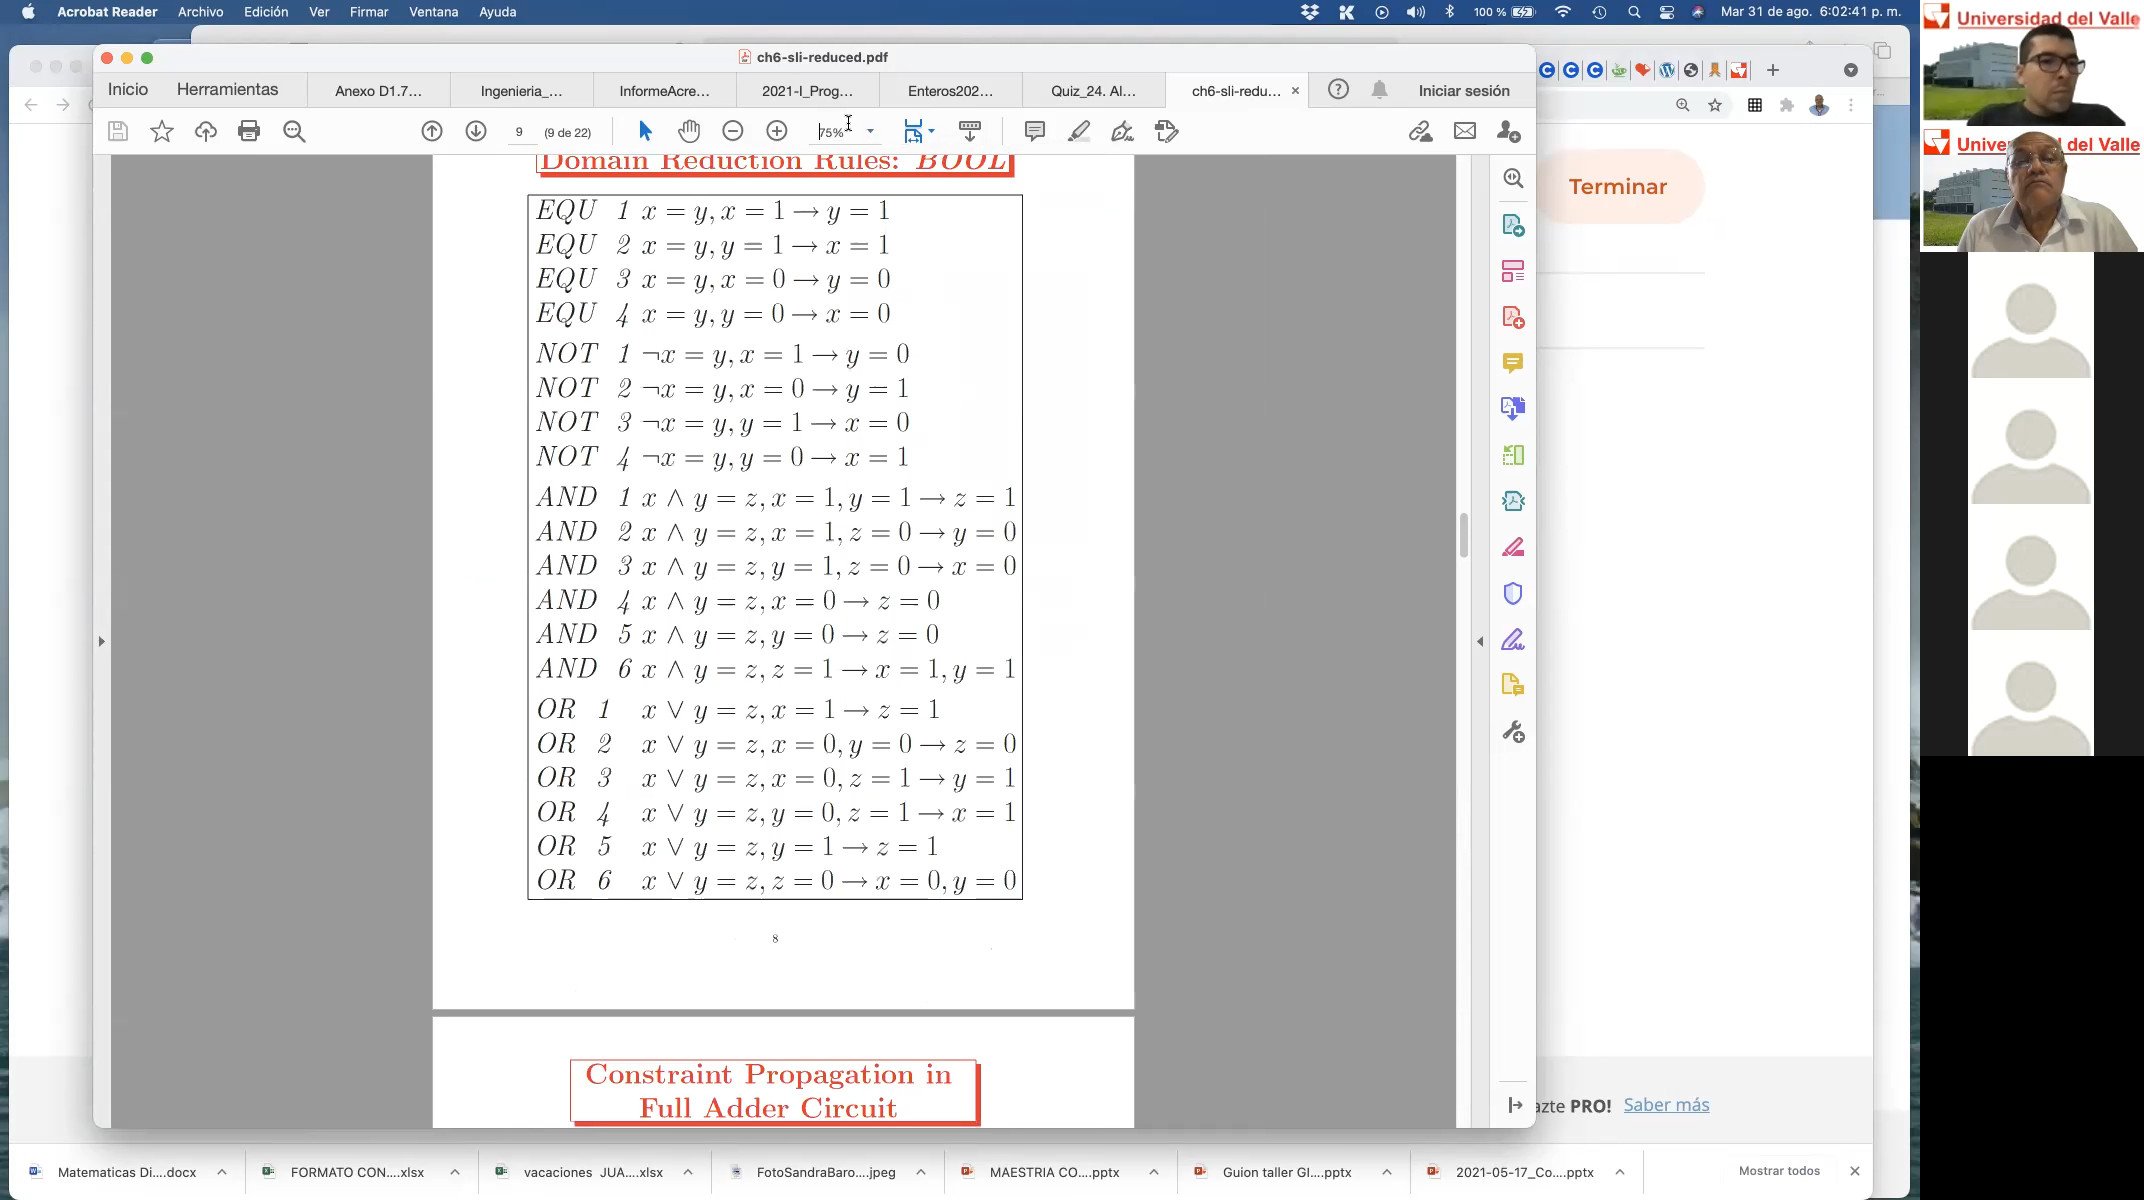 Acrobat Reader Archivo Edición Ver Firmar Ventana Ayuda 100 % Mar 31 de ago. 6:02:41 p. m.
ch6-sli-reduced.pdf
Inicio Herramientas Anexo D1.7... Ingenieria_... InformeAcre... 2021-I_Prog... Enteros202... Quiz_24. Al... ch6-sli-redu... × Iniciar sesión
9 (9 de 22) 75%
Domain Reduction Rules: BOOL
EQU 1 x = y, x = 1 → y = 1
EQU 2 x = y, y = 1 → x = 1
EQU 3 x = y, x = 0 → y = 0
EQU 4 x = y, y = 0 → x = 0
NOT 1 ¬x = y, x = 1 → y = 0
NOT 2 ¬x = y, x = 0 → y = 1
NOT 3 ¬x = y, y = 1 → x = 0
NOT 4 ¬x = y, y = 0 → x = 1
AND 1 x ∧ y = z, x = 1, y = 1 → z = 1
AND 2 x ∧ y = z, x = 1, z = 0 → y = 0
AND 3 x ∧ y = z, y = 1, z = 0 → x = 0
AND 4 x ∧ y = z, x = 0 → z = 0
AND 5 x ∧ y = z, y = 0 → z = 0
AND 6 x ∧ y = z, z = 1 → x = 1, y = 1
OR 1 x ∨ y = z, x = 1 → z = 1
OR 2 x ∨ y = z, x = 0, y = 0 → z = 0
OR 3 x ∨ y = z, x = 0, z = 1 → y = 1
OR 4 x ∨ y = z, y = 0, z = 1 → x = 1
OR 5 x ∨ y = z, y = 1 → z = 1
OR 6 x ∨ y = z, z = 0 → x = 0, y = 0
8
Constraint Propagation in
Full Adder Circuit
Terminar
azte PRO! Saber más
Universidad del Valle
Univ del Valle
Matematicas Di....docx FORMATO CON....xlsx vacaciones JUA....xlsx FotoSandraBaro....jpeg MAESTRIA CO....pptx Guion taller GI....pptx 2021-05-17_Co....pptx Mostrar todos